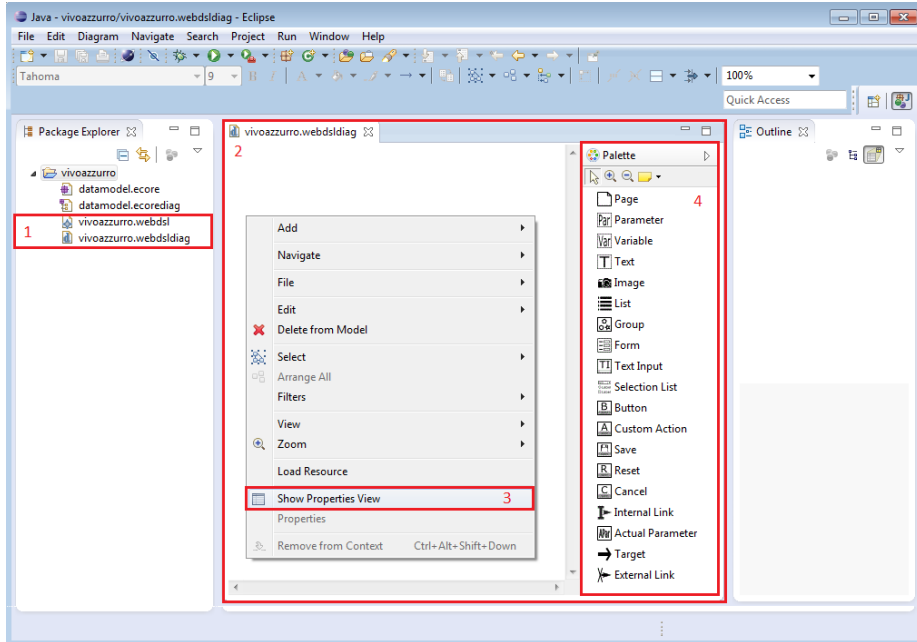 Java - vivoazzurro/vivoazzurro.webdsldiag - Eclipse
File Edit Diagram Navigate Search Project Run Window Help
Tahoma 9 B I A 100%
Quick Access
Package Explorer
vivoazzurro
datamodel.ecore
datamodel.ecorediag
1
vivoazzurro.webdsl
vivoazzurro.webdsldiag
vivoazzurro.webdsldiag
2
Add
Navigate
File
Edit
Delete from Model
Select
Arrange All
Filters
View
Zoom
Load Resource
Show Properties View 3
Properties
Remove from Context Ctrl+Alt+Shift+Down
Palette
4
Page
Par Parameter
Var Variable
T Text
Image
List
Group
Form
TI Text Input
Selection List
B Button
A Custom Action
Save
R Reset
C Cancel
Internal Link
Actual Parameter
Target
External Link
Outline